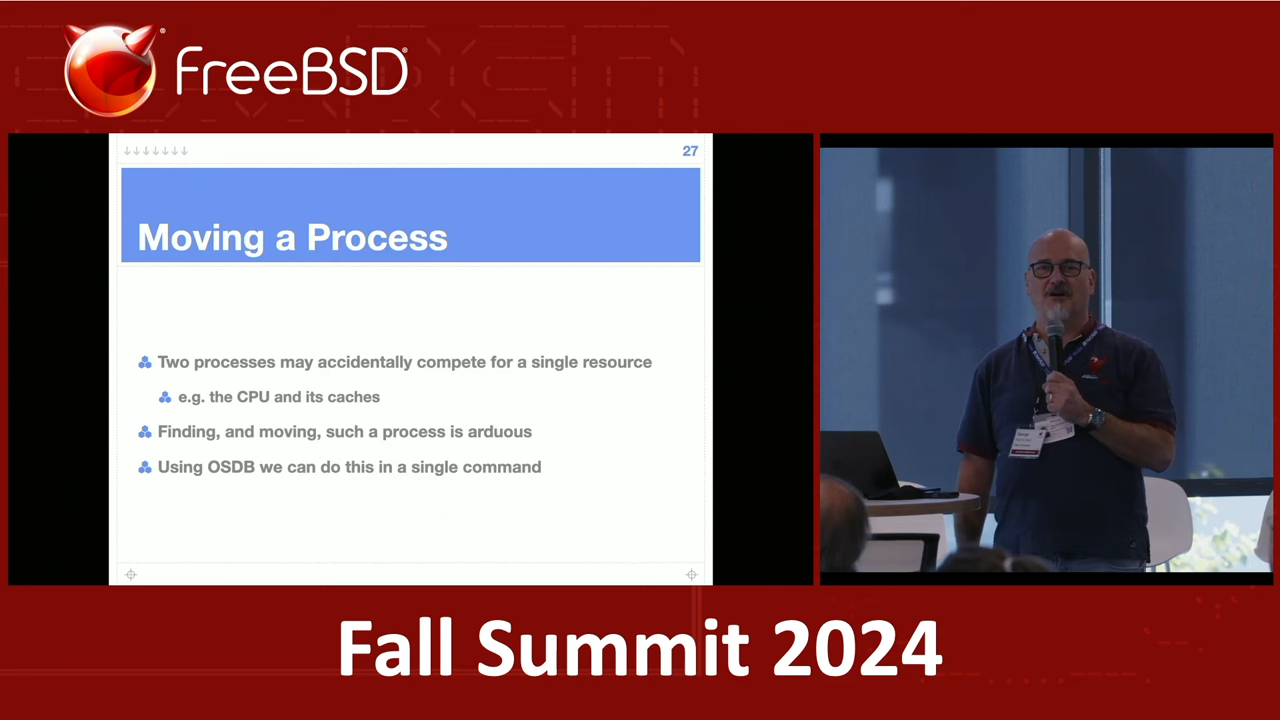 FreeBSD®
27
Moving a Process
Two processes may accidentally compete for a single resource
e.g. the CPU and its caches
Finding, and moving, such a process is arduous
Using OSDB we can do this in a single command
George
Fall Summit 2024